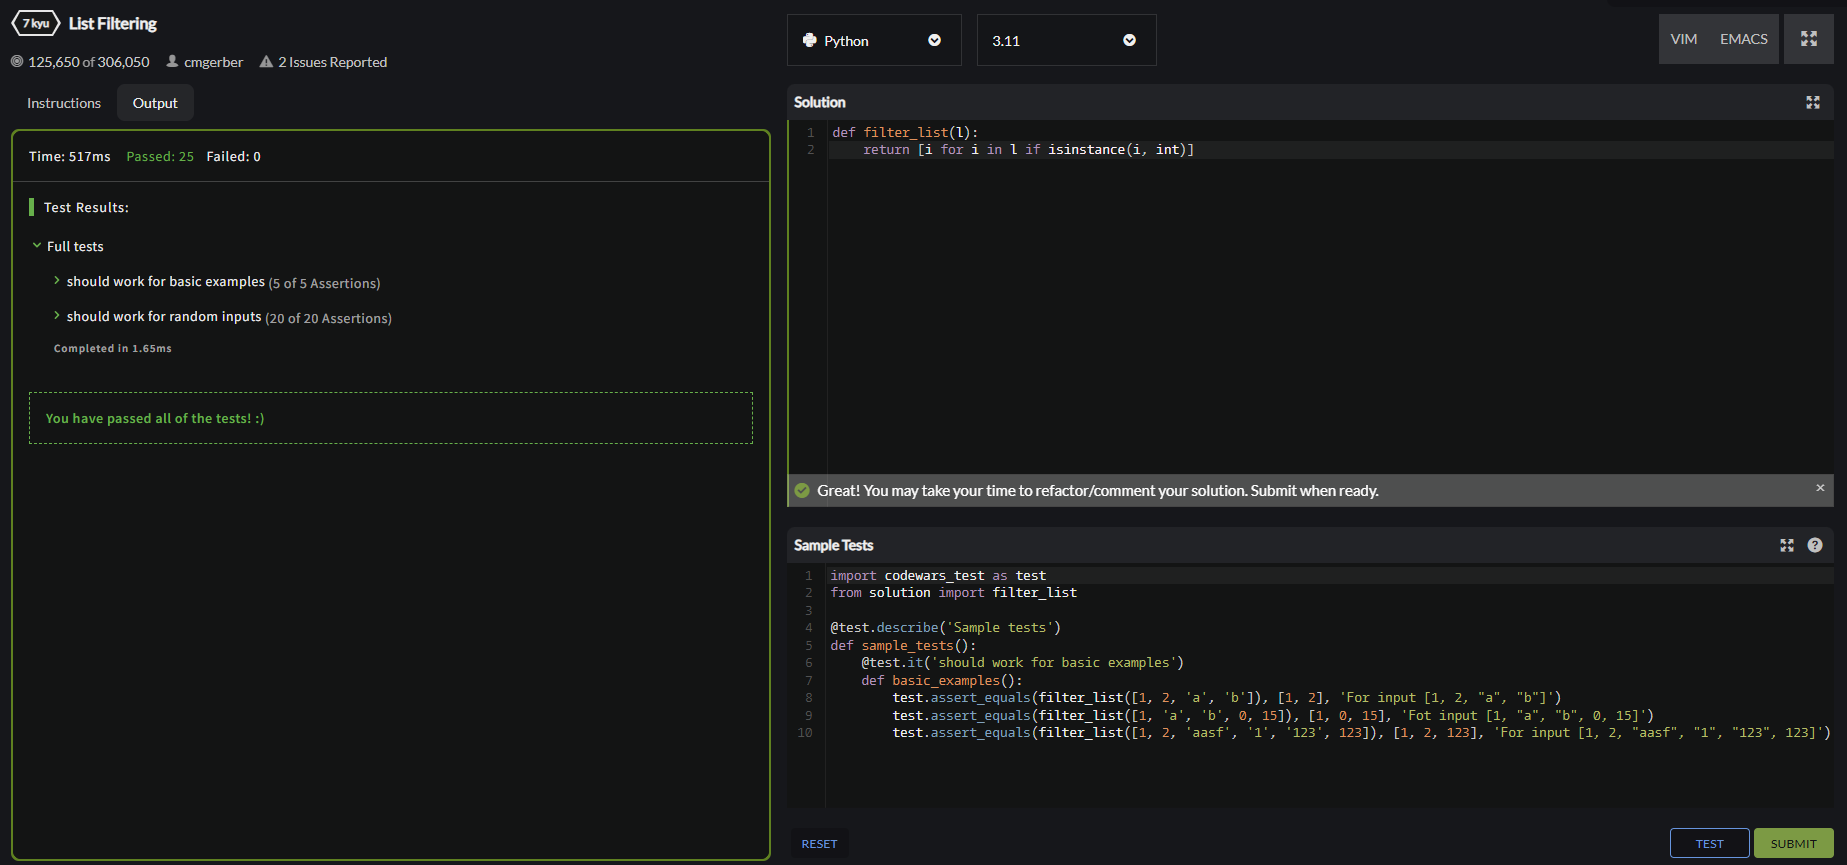 7 kyu List Filtering
125,650 of 306,050 cmgerber 2 Issues Reported
Instructions Output
Time: 517ms Passed: 25 Failed: 0
Test Results:
Full tests
should work for basic examples (5 of 5 Assertions)
should work for random inputs (20 of 20 Assertions)
Completed in 1.65ms
You have passed all of the tests! :)
Python 3.11 VIM EMACS
Solution
1 def filter_list(l):
2     return [i for i in l if isinstance(i, int)]
Great! You may take your time to refactor/comment your solution. Submit when ready. ×
Sample Tests ?
1 import codewars_test as test
2 from solution import filter_list
3
4 @test.describe('Sample tests')
5 def sample_tests():
6     @test.it('should work for basic examples')
7     def basic_examples():
8         test.assert_equals(filter_list([1, 2, 'a', 'b']), [1, 2], 'For input [1, 2, "a", "b"]')
9         test.assert_equals(filter_list([1, 'a', 'b', 0, 15]), [1, 0, 15], 'Fot input [1, "a", "b", 0, 15]')
10         test.assert_equals(filter_list([1, 2, 'aasf', '1', '123', 123]), [1, 2, 123], 'For input [1, 2, "aasf", "1", "123", 123]')
RESET TEST SUBMIT